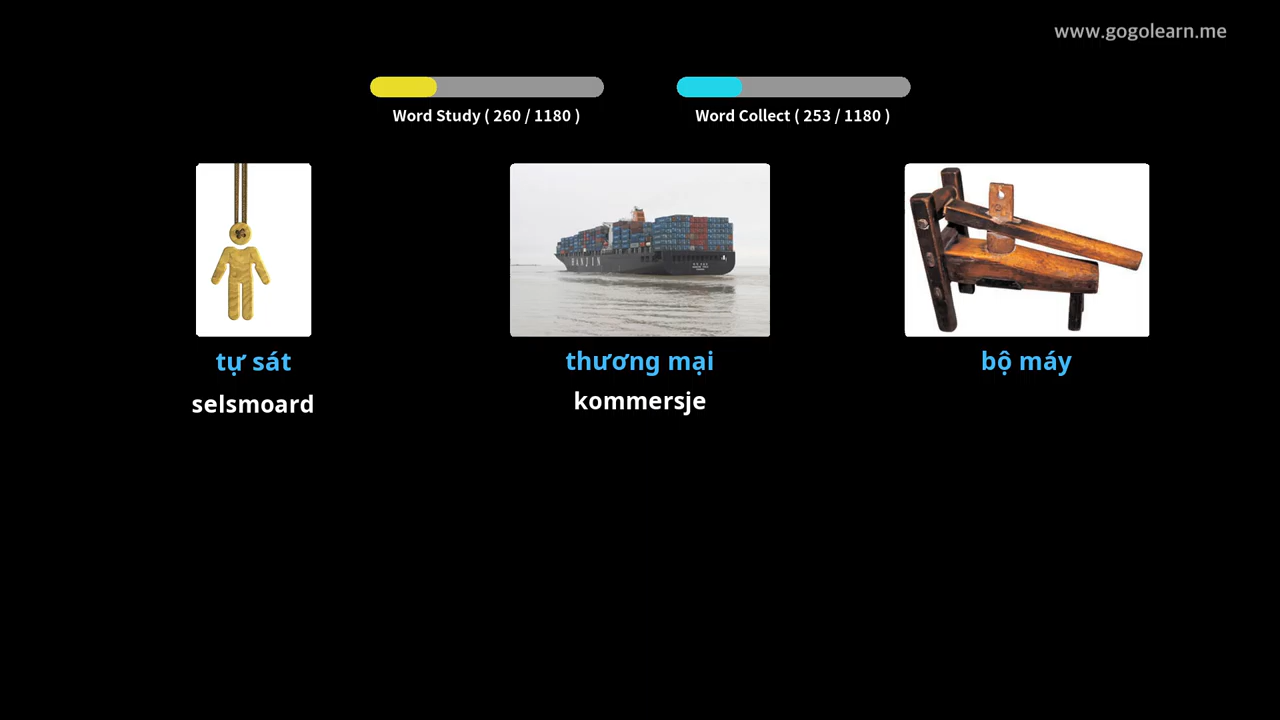 www.gogolearn.me
Word Study ( 260 / 1180 )
Word Collect ( 253 / 1180 )
HANJIN
tự sát
thương mại
bộ máy
selsmoard
kommersje